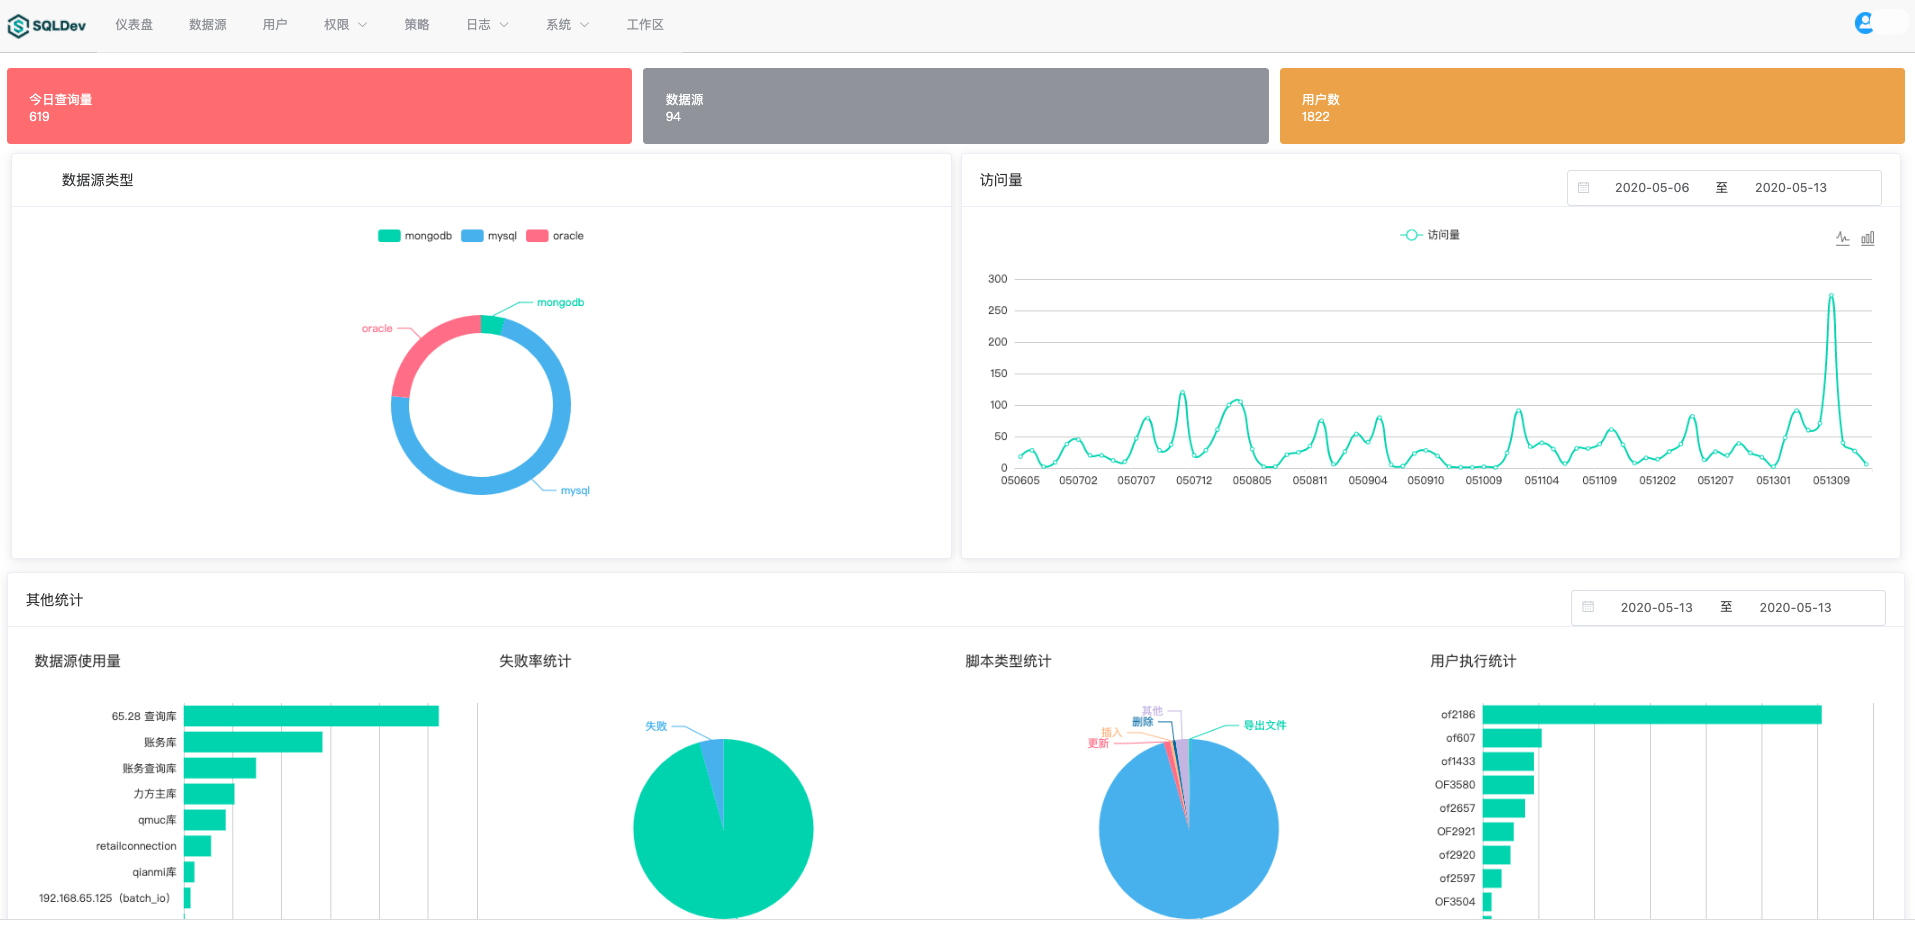 SQLDev 仪表盘 数据源 用户 权限 策略 日志 系统 工作区
今日查询量
619
数据源
94
用户数
1822
数据源类型
mongodb mysql oracle
mongodb
oracle
mysql
访问量
2020-05-06 至 2020-05-13
访问量
300
250
200
150
100
50
0
050605 050702 050707 050712 050805 050811 050904 050910 051009 051104 051109 051202 051207 051301 051309
其他统计
2020-05-13 至 2020-05-13
数据源使用量
65.28 查询库
账务库
账务查询库
力方主库
qmuc库
retailconnection
qianmi库
192.168.65.125（batch_io）
失败率统计
失败
脚本类型统计
其他
删除
插入
更新
导出文件
用户执行统计
of2186
of607
of1433
OF3580
of2657
OF2921
of2920
of2597
OF3504